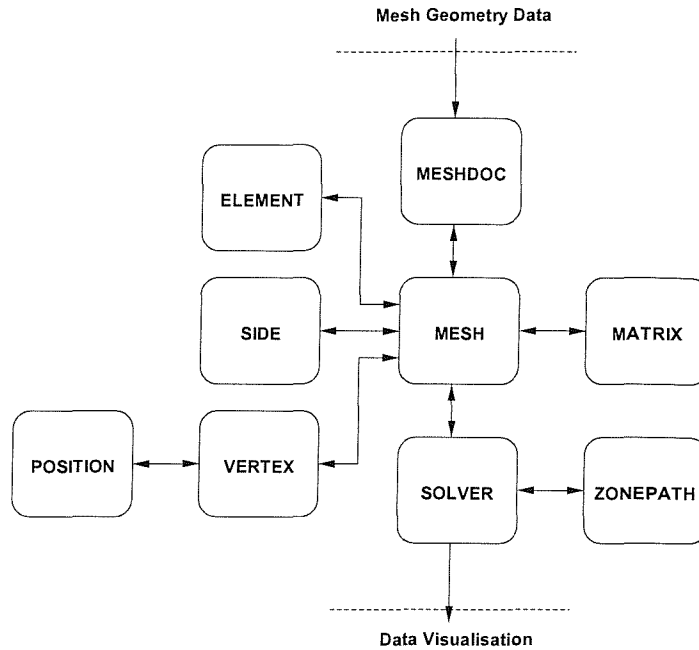 Mesh Geometry Data
MESHDOC
ELEMENT
SIDE
MESH
MATRIX
POSITION
VERTEX
SOLVER
ZONEPATH
Data Visualisation